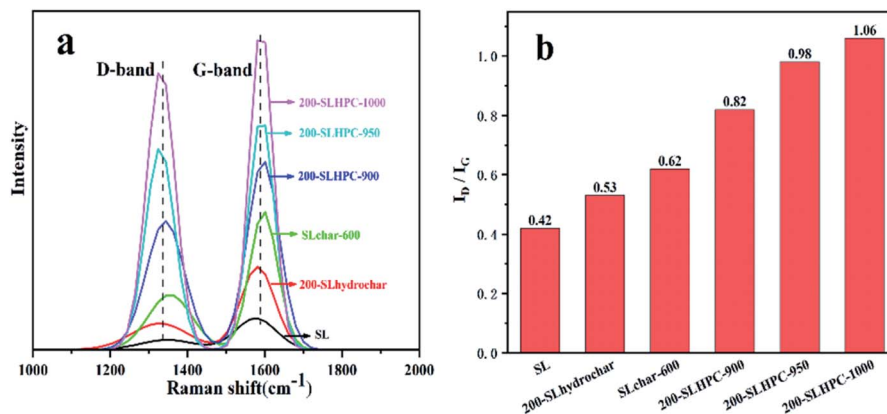 a
D-band
G-band
200-SLHPC-1000
200-SLHPC-950
200-SLHPC-900
SLchar-600
200-SLhydrochar
SL
Intensity
1000 1200 1400 1600 1800 2000
Raman shift(cm⁻¹)
b
I_D / I_G
1.0
0.8
0.6
0.4
0.2
0.0
0.42
0.53
0.62
0.82
0.98
1.06
SL
200-SLhydrochar
SLchar-600
200-SLHPC-900
200-SLHPC-950
200-SLHPC-1000